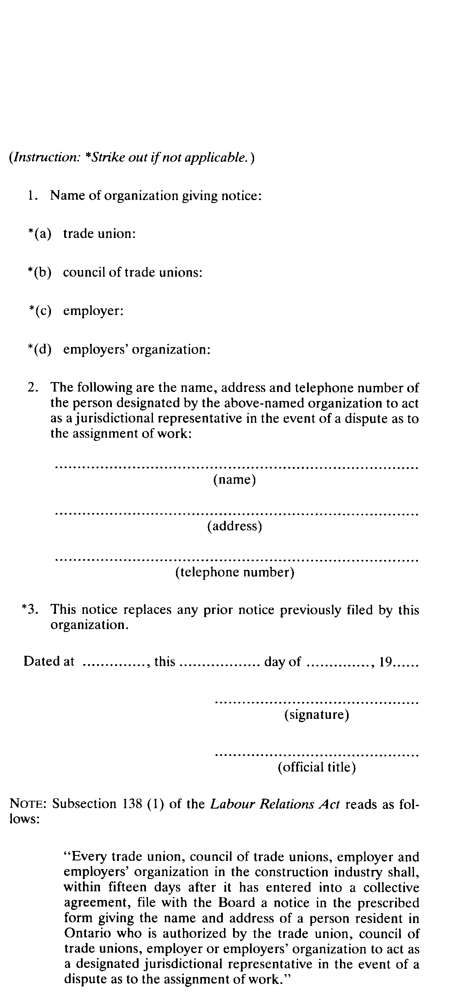 (Instruction: *Strike out if not applicable.)
1. Name of organization giving notice:
*(a) trade union:
*(b) council of trade unions:
*(c) employer:
*(d) employers’ organization:
2. The following are the name, address and telephone number of
the person designated by the above-named organization to act
as a jurisdictional representative in the event of a dispute as to
the assignment of work:
................................................................................
(name)
................................................................................
(address)
................................................................................
(telephone number)
*3. This notice replaces any prior notice previously filed by this
organization.
Dated at .............., this .................. day of .............., 19......
.............................................
(signature)
.............................................
(official title)
NOTE: Subsection 138 (1) of the Labour Relations Act reads as fol-
lows:
“Every trade union, council of trade unions, employer and
employers’ organization in the construction industry shall,
within fifteen days after it has entered into a collective
agreement, file with the Board a notice in the prescribed
form giving the name and address of a person resident in
Ontario who is authorized by the trade union, council of
trade unions, employer or employers’ organization to act as
a designated jurisdictional representative in the event of a
dispute as to the assignment of work.”